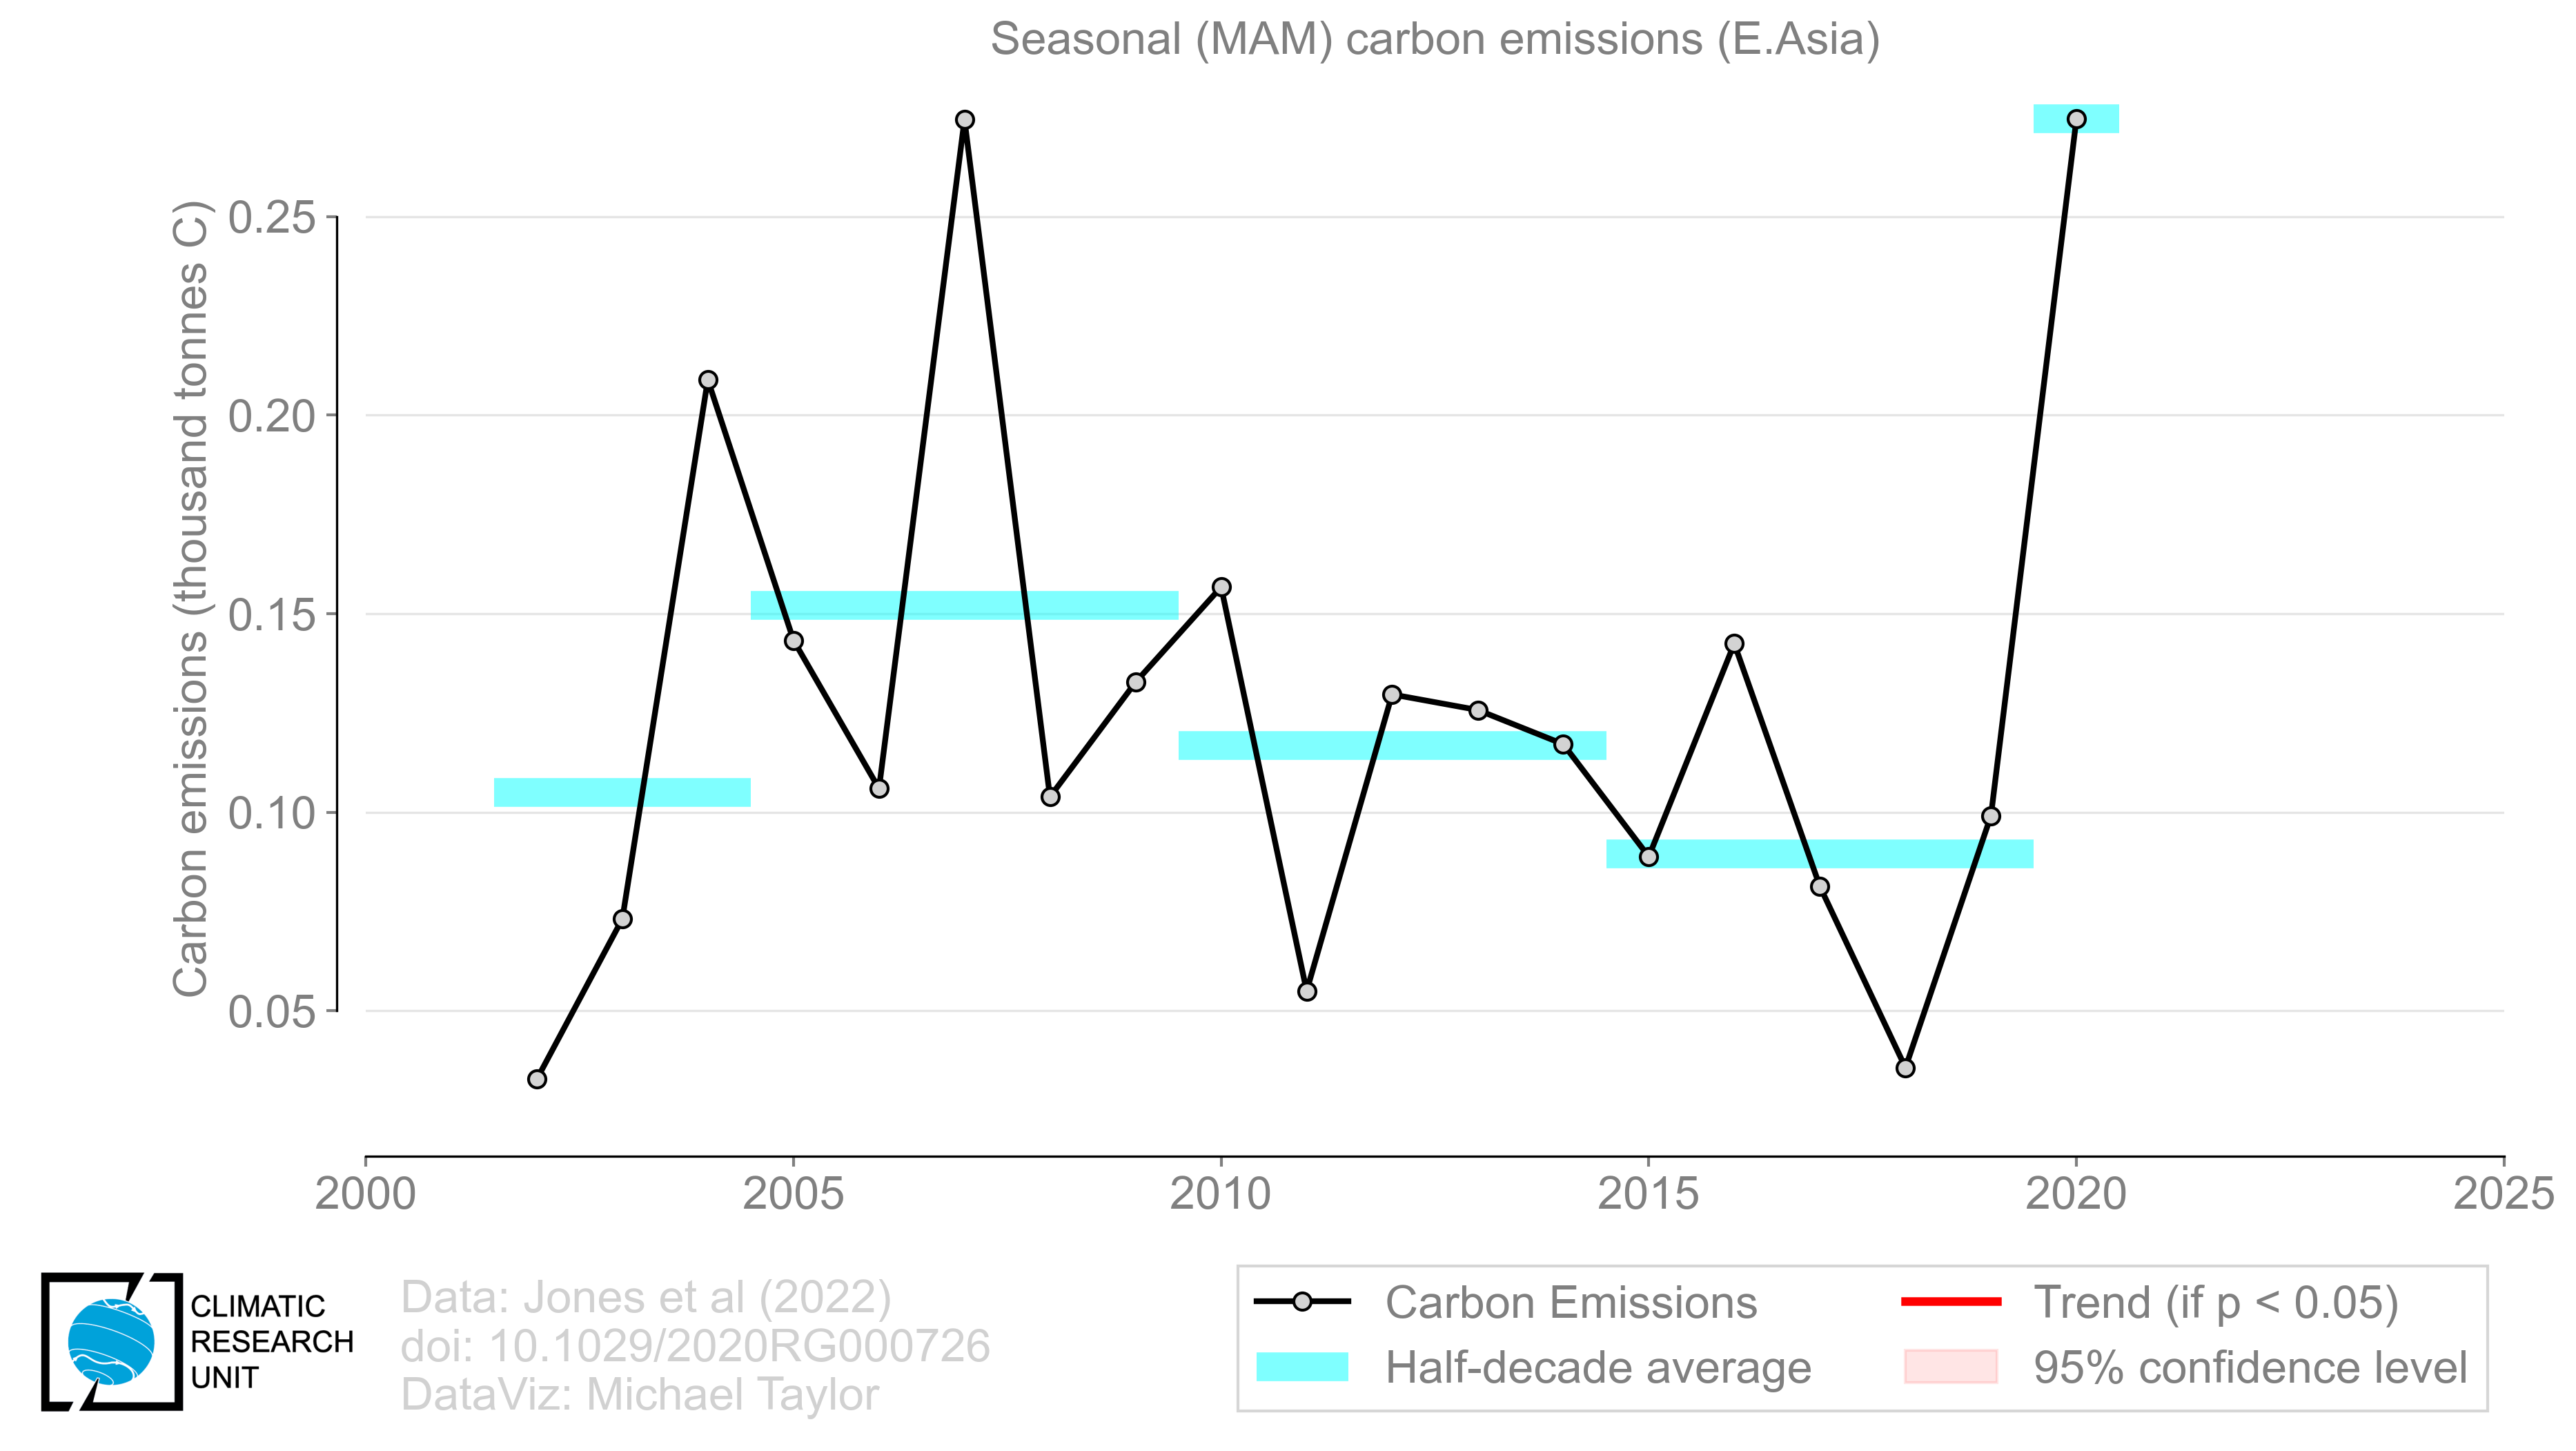 Seasonal (MAM) carbon emissions (E.Asia)
Carbon emissions (thousand tonnes C)
0.25
0.20
0.15
0.10
0.05
2000 2005 2010 2015 2020 2025
CLIMATIC
RESEARCH
UNIT
Data: Jones et al (2022)
doi: 10.1029/2020RG000726
DataViz: Michael Taylor
Carbon Emissions
Half-decade average
Trend (if p < 0.05)
95% confidence level